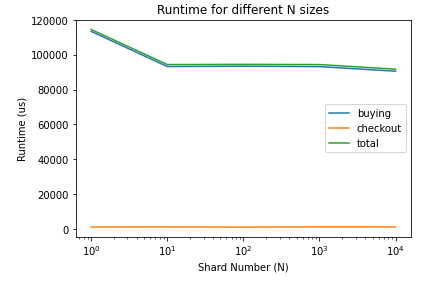 Runtime for different N sizes
120000
100000
80000
60000
40000
20000
0
Runtime (us)
buying
checkout
total
10⁰
10¹
10²
10³
10⁴
Shard Number (N)